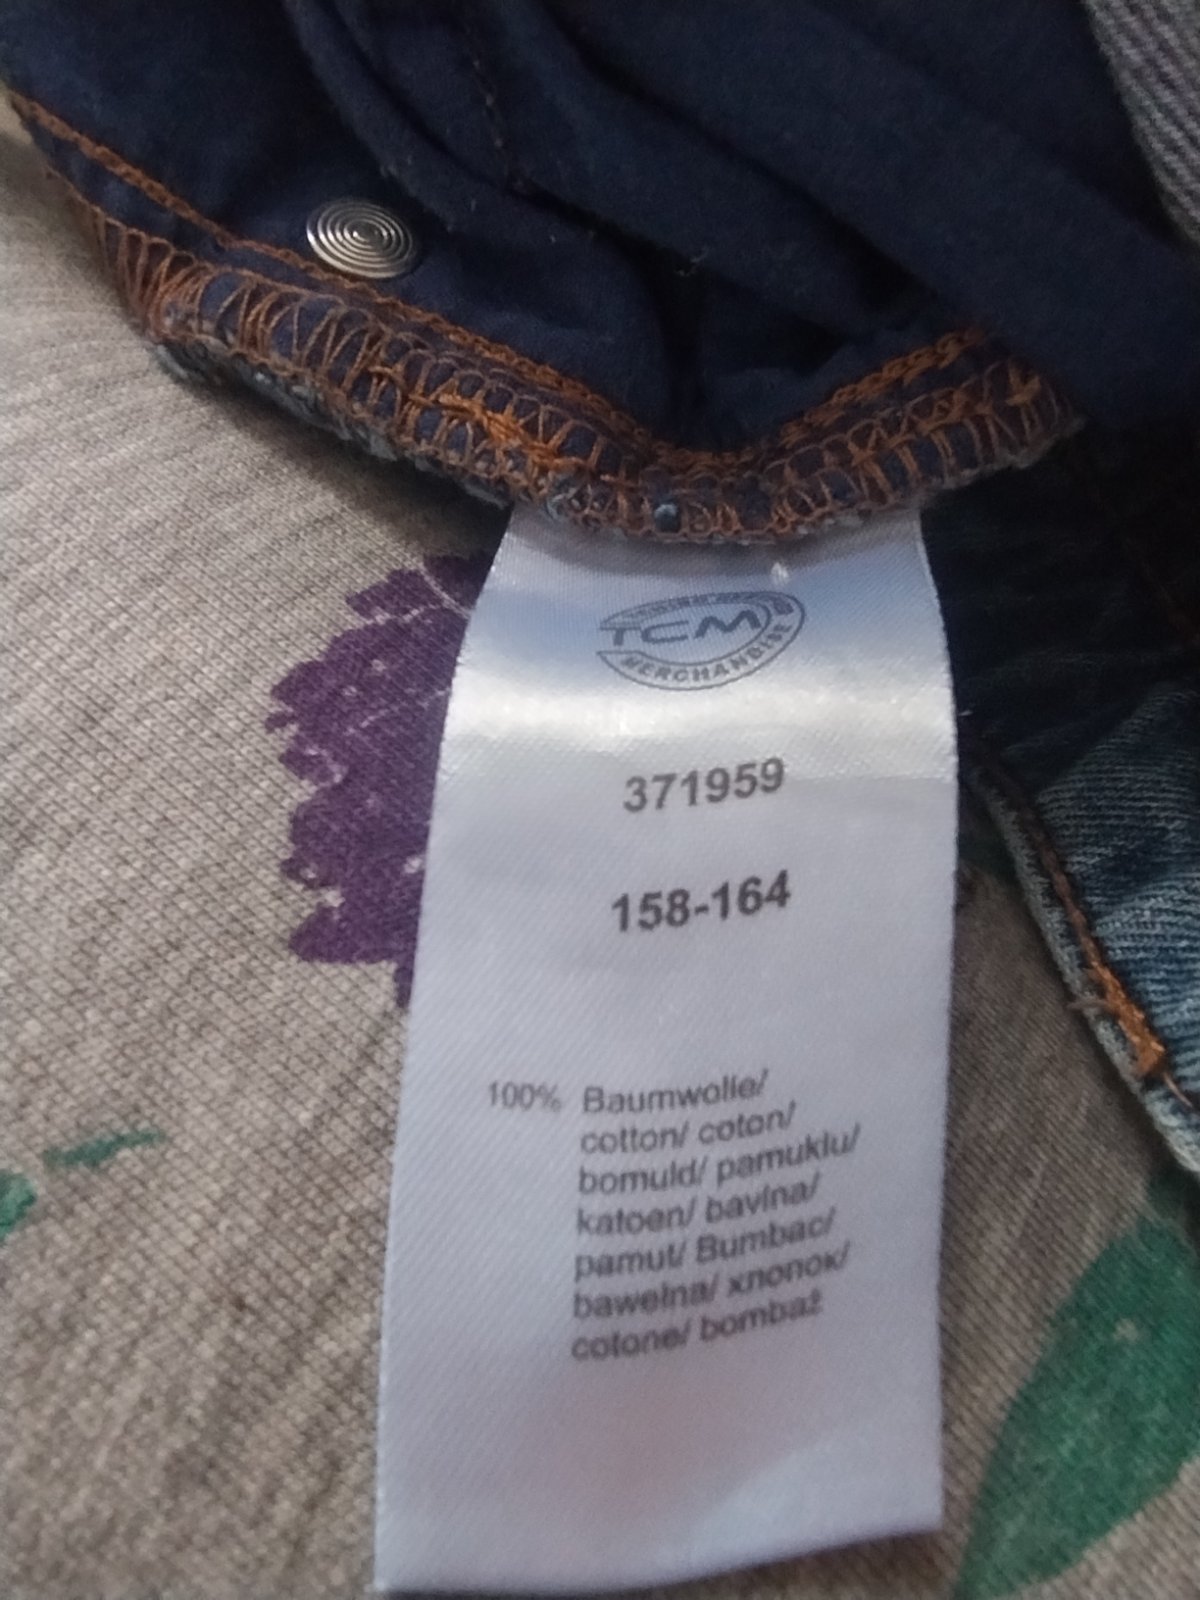 TCM
MERCHANDISE
371959
158-164
100% Baumwolle/
cotton/ coton/
bomuld/ pamuklu/
katoen/ bavlna/
pamut/ Bumbac/
bawełna/ хлопок/
cotone/ bombaž